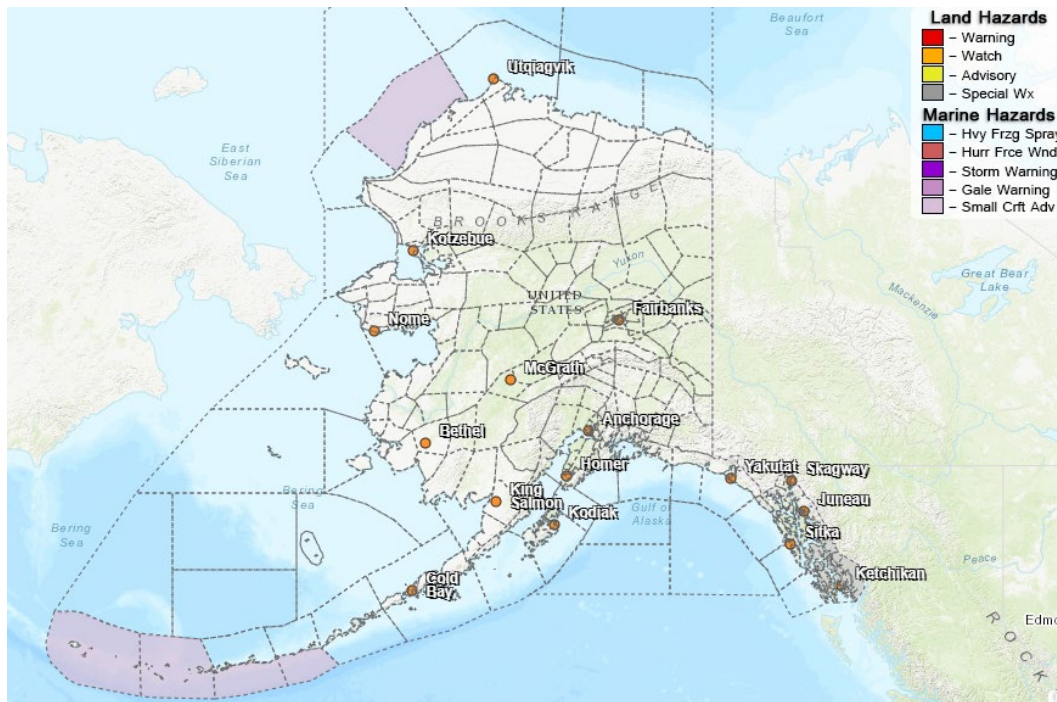 Beaufort
Sea
Land Hazards
– Warning
– Watch
– Advisory
– Special Wx
Marine Hazards
– Hvy Frzg Spray
– Hurr Frce Wnd
– Storm Warning
– Gale Warning
– Small Crft Adv
Utqiagvik
East
Siberian
Sea
BROOKS RANGE
Kotzebue
Yukon
Great Bear
Lake
Mackenzie
UNITED
STATES
Fairbanks
Nome
McGrath
Anchorage
Bethel
Homer
Yakutat
Skagway
King
Salmon
Bering
Sea
Kodiak
Gulf of
Alaska
Juneau
Bering
Sea
Sitka
Peace
Cold
Bay
Ketchikan
Edmo
ROCK